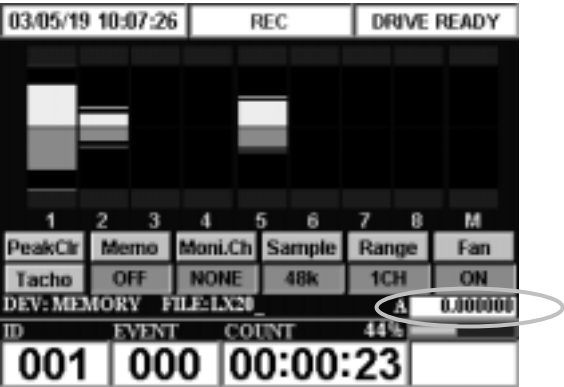 03/05/19 10:07:26 REC DRIVE READY
1 2 3 4 5 6 7 8 M
PeakClr Memo Moni.Ch Sample Range Fan
Tacho OFF NONE 48k 1CH ON
DEV: MEMORY FILE: LX20_ A 0.000000
ID EVENT COUNT 44%
001 000 00:00:23